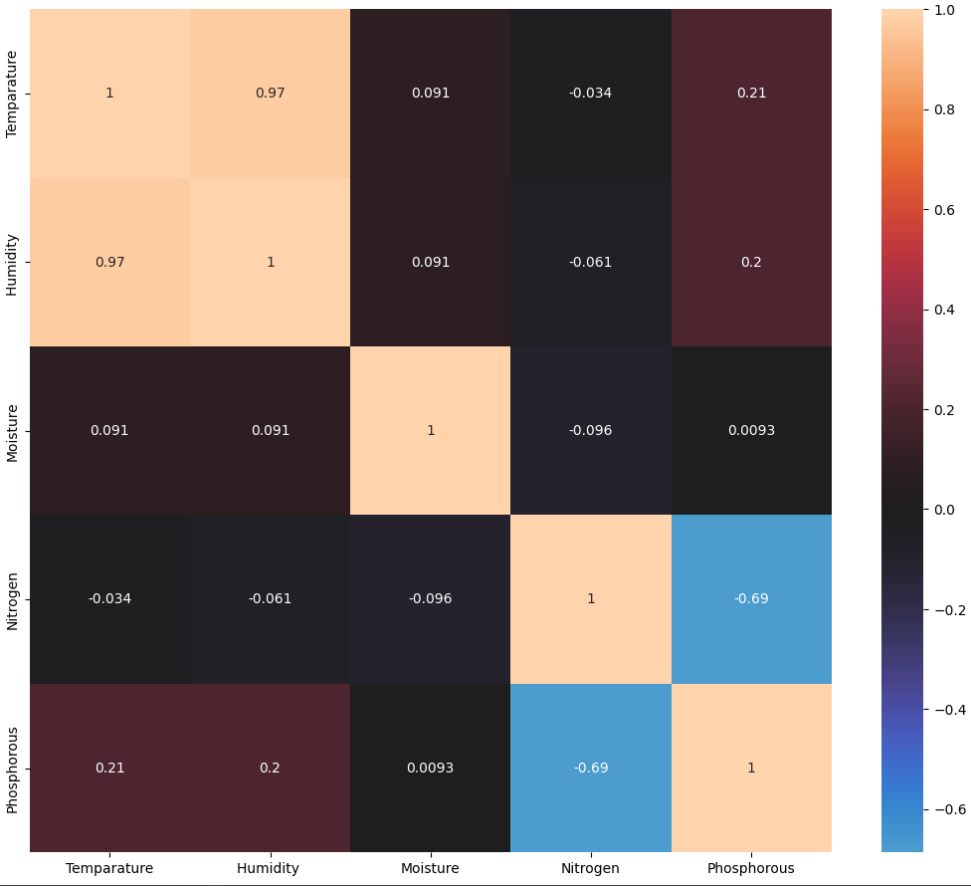 Temparature 1 0.97 0.091 -0.034 0.21
Humidity 0.97 1 0.091 -0.061 0.2
Moisture 0.091 0.091 1 -0.096 0.0093
Nitrogen -0.034 -0.061 -0.096 1 -0.69
Phosphorous 0.21 0.2 0.0093 -0.69 1
Temparature Humidity Moisture Nitrogen Phosphorous
1.0
0.8
0.6
0.4
0.2
0.0
−0.2
−0.4
−0.6